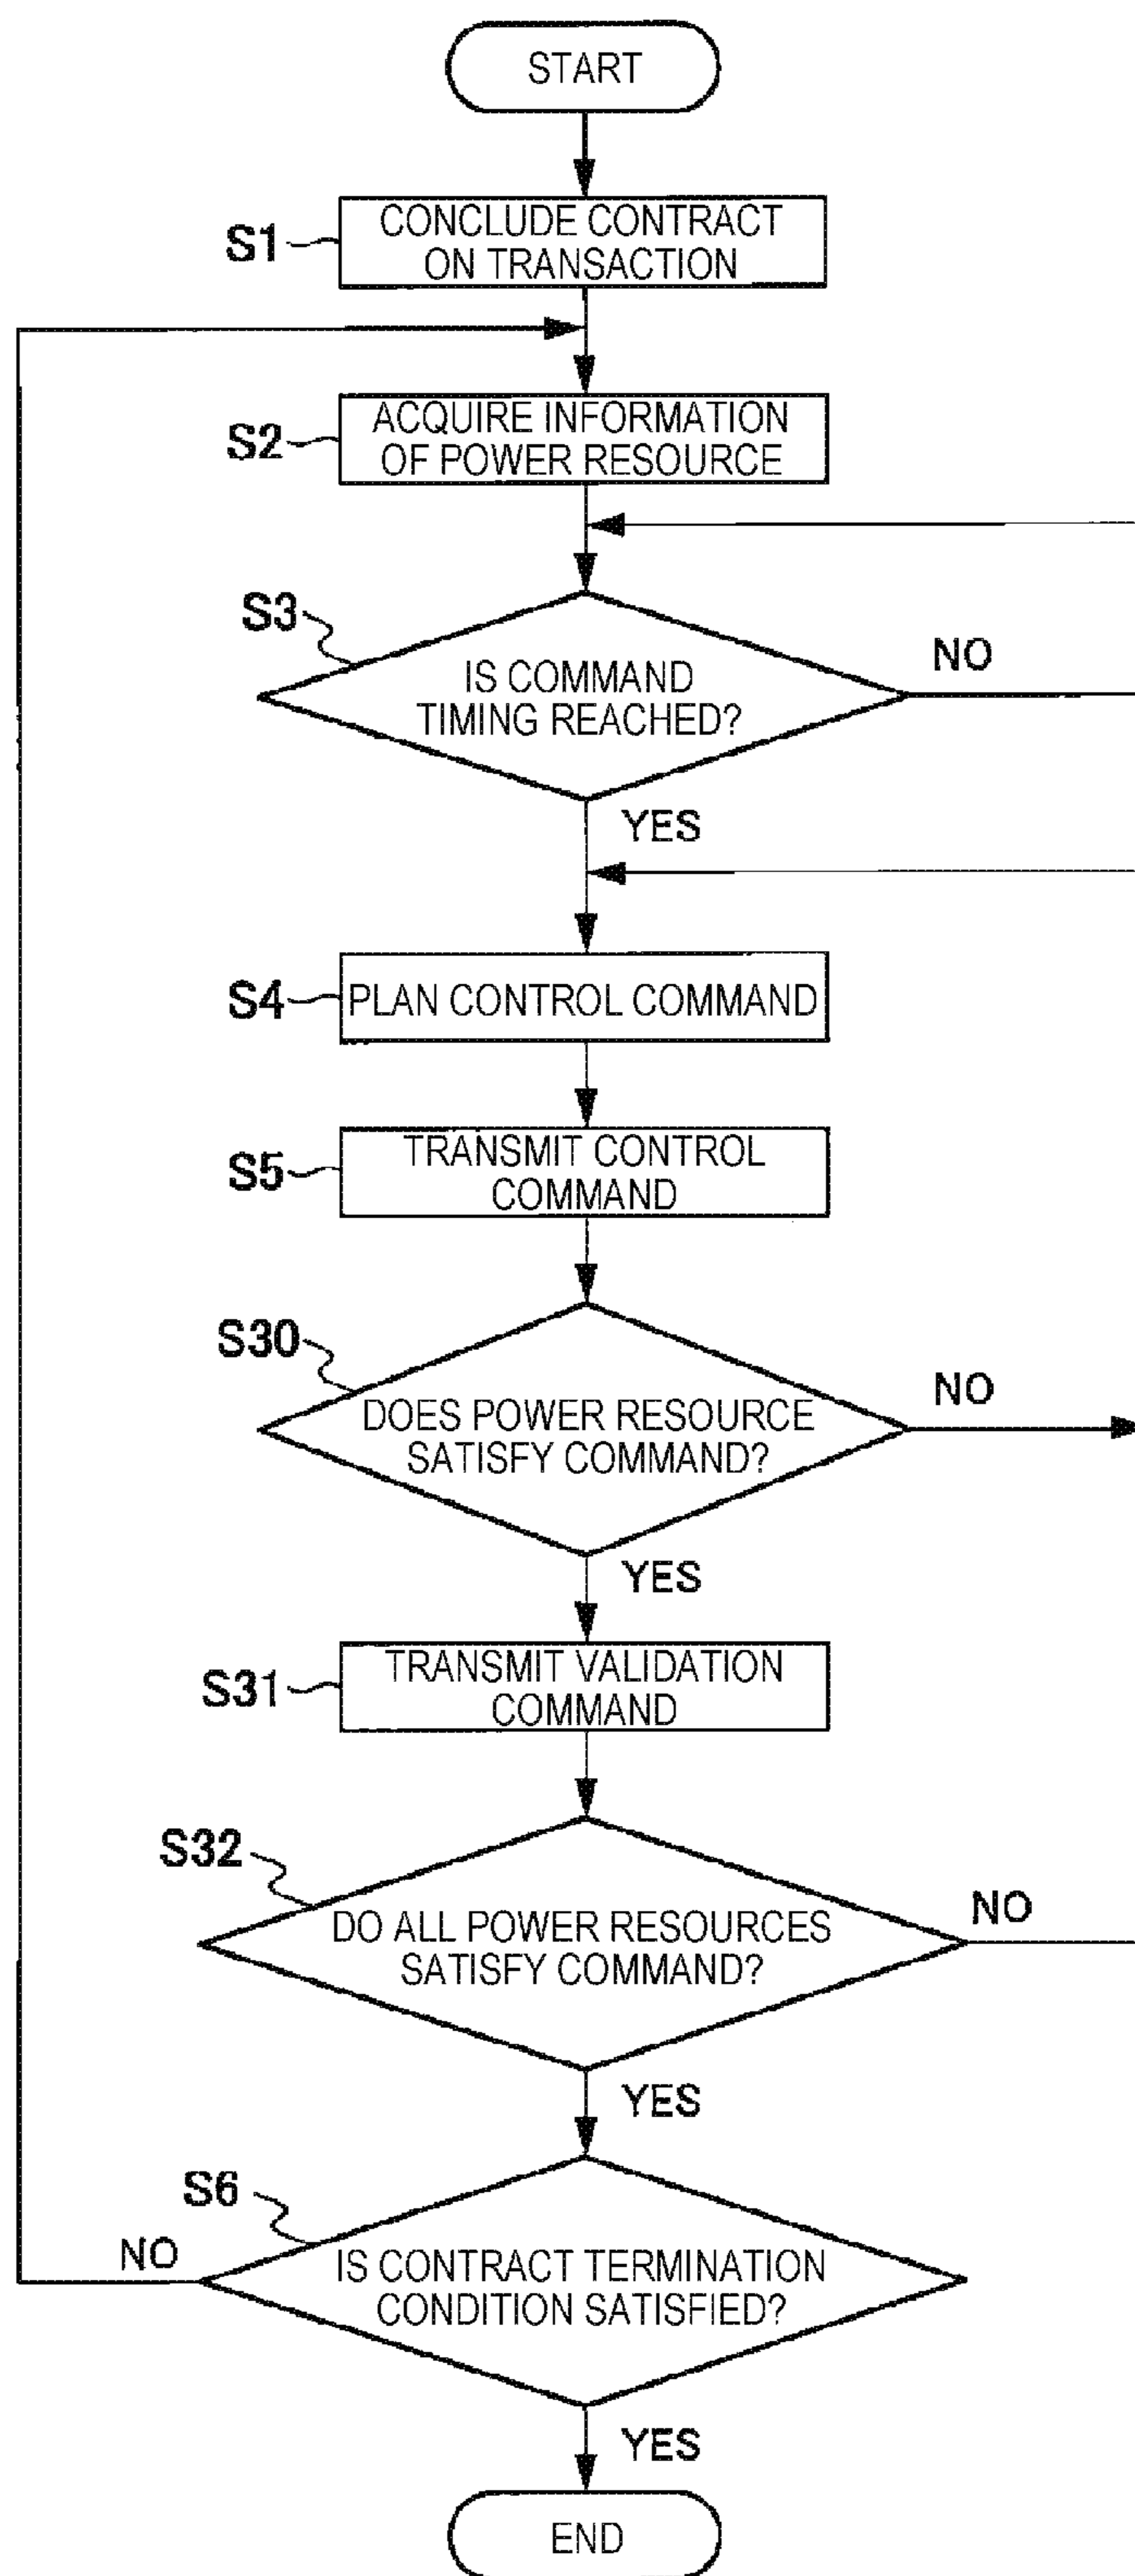 START
S1
CONCLUDE CONTRACT
ON TRANSACTION
S2
ACQUIRE INFORMATION
OF POWER RESOURCE
S3
IS COMMAND
TIMING REACHED?
NO
YES
S4
PLAN CONTROL COMMAND
S5
TRANSMIT CONTROL
COMMAND
S30
DOES POWER RESOURCE
SATISFY COMMAND?
NO
YES
S31
TRANSMIT VALIDATION
COMMAND
S32
DO ALL POWER RESOURCES
SATISFY COMMAND?
NO
YES
S6
NO
IS CONTRACT TERMINATION
CONDITION SATISFIED?
YES
END